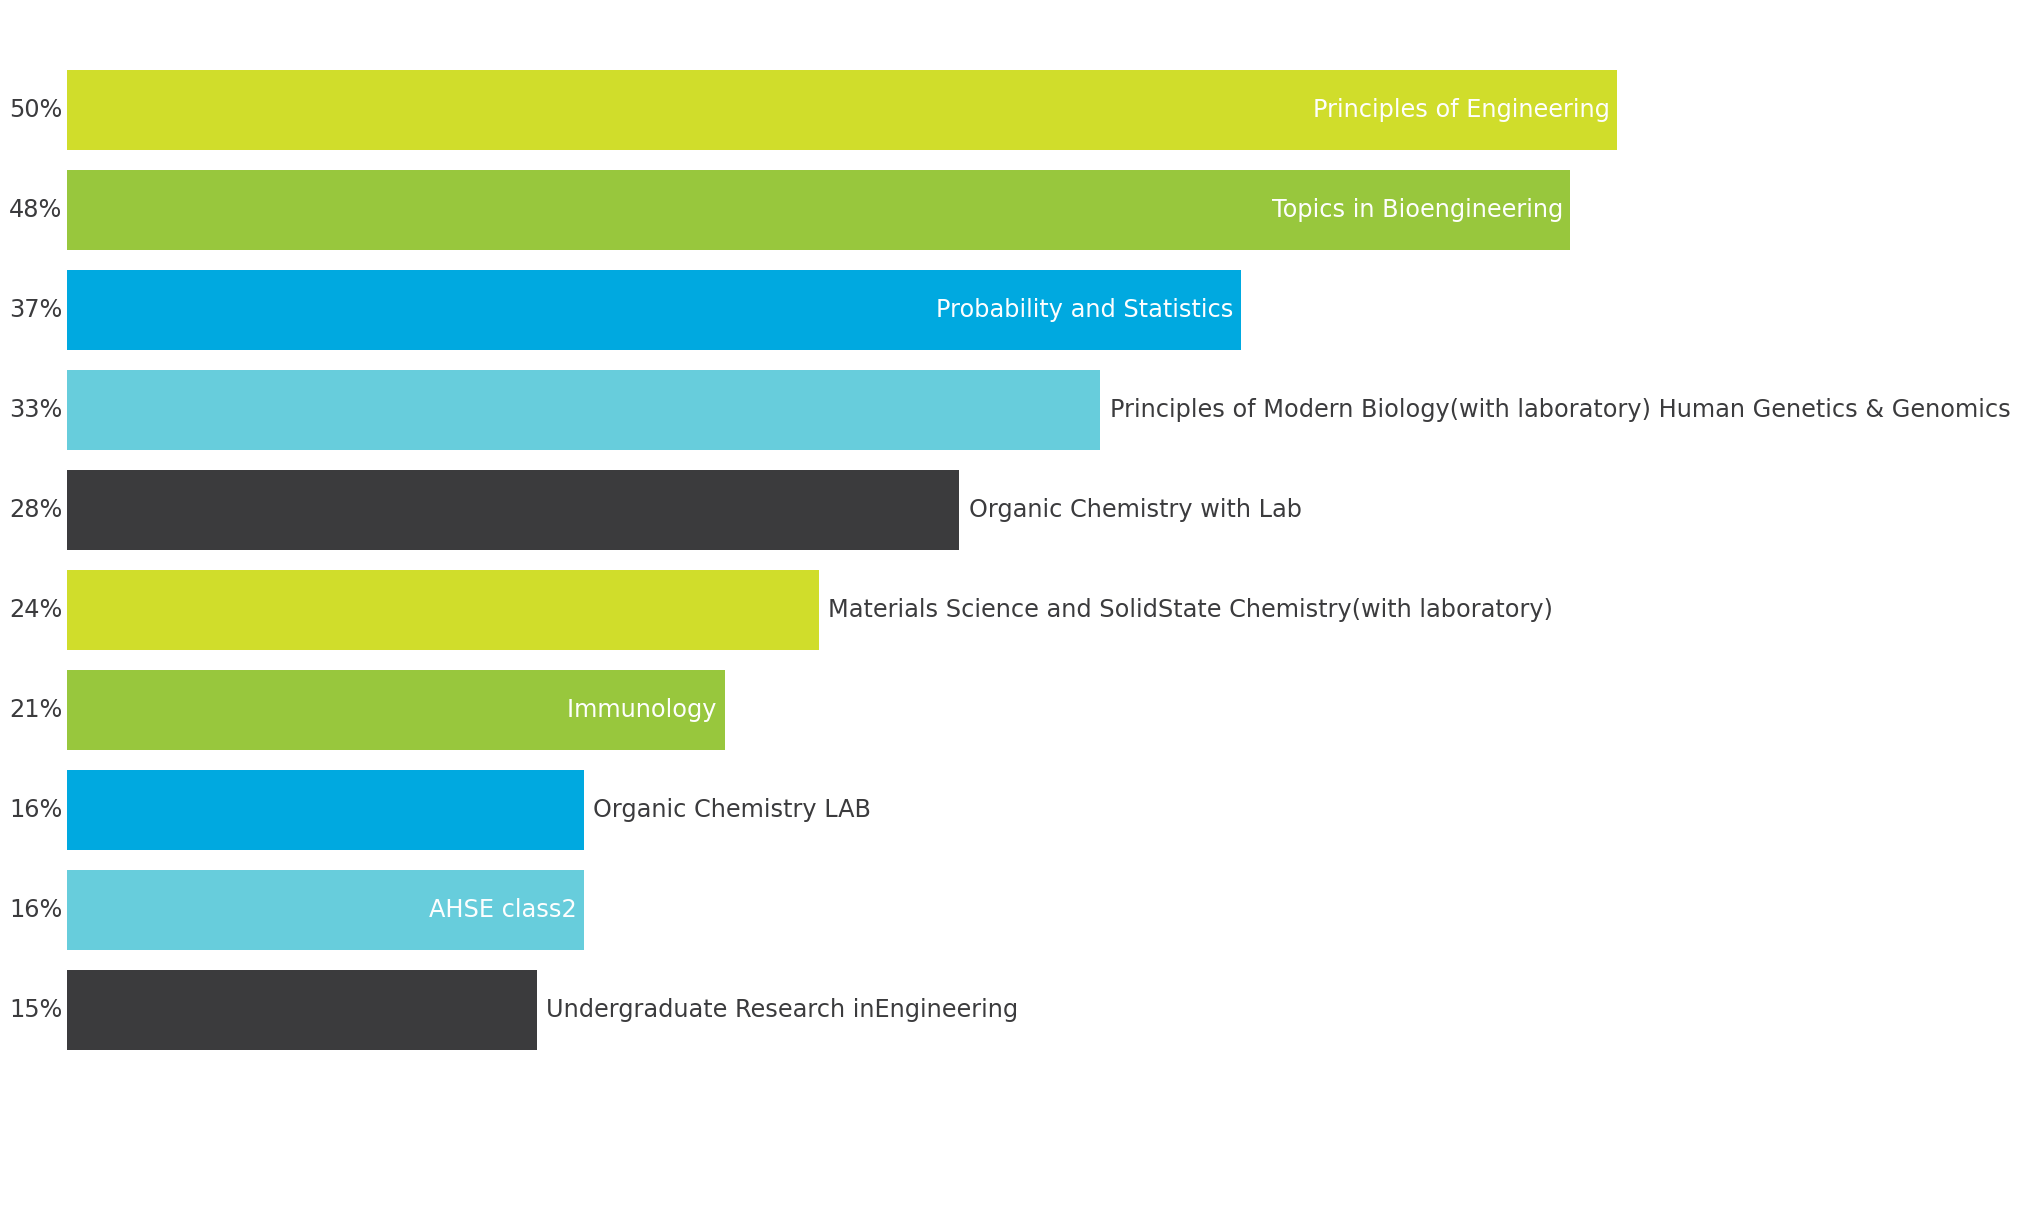 50% Principles of Engineering
48% Topics in Bioengineering
37% Probability and Statistics
33% Principles of Modern Biology(with laboratory) Human Genetics & Genomics
28% Organic Chemistry with Lab
24% Materials Science and SolidState Chemistry(with laboratory)
21% Immunology
16% Organic Chemistry LAB
16% AHSE class2
15% Undergraduate Research inEngineering